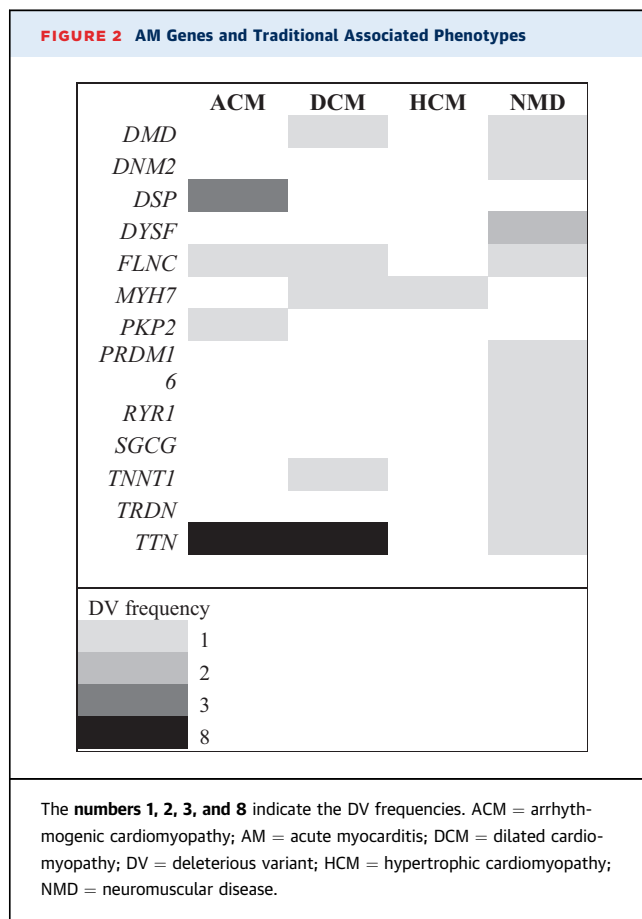 FIGURE 2 AM Genes and Traditional Associated Phenotypes
ACM DCM HCM NMD
DMD
DNM2
DSP
DYSF
FLNC
MYH7
PKP2
PRDM1
6
RYR1
SGCG
TNNT1
TRDN
TTN
DV frequency
1
2
3
8
The numbers 1, 2, 3, and 8 indicate the DV frequencies. ACM = arrhyth-
mogenic cardiomyopathy; AM = acute myocarditis; DCM = dilated cardio-
myopathy; DV = deleterious variant; HCM = hypertrophic cardiomyopathy;
NMD = neuromuscular disease.